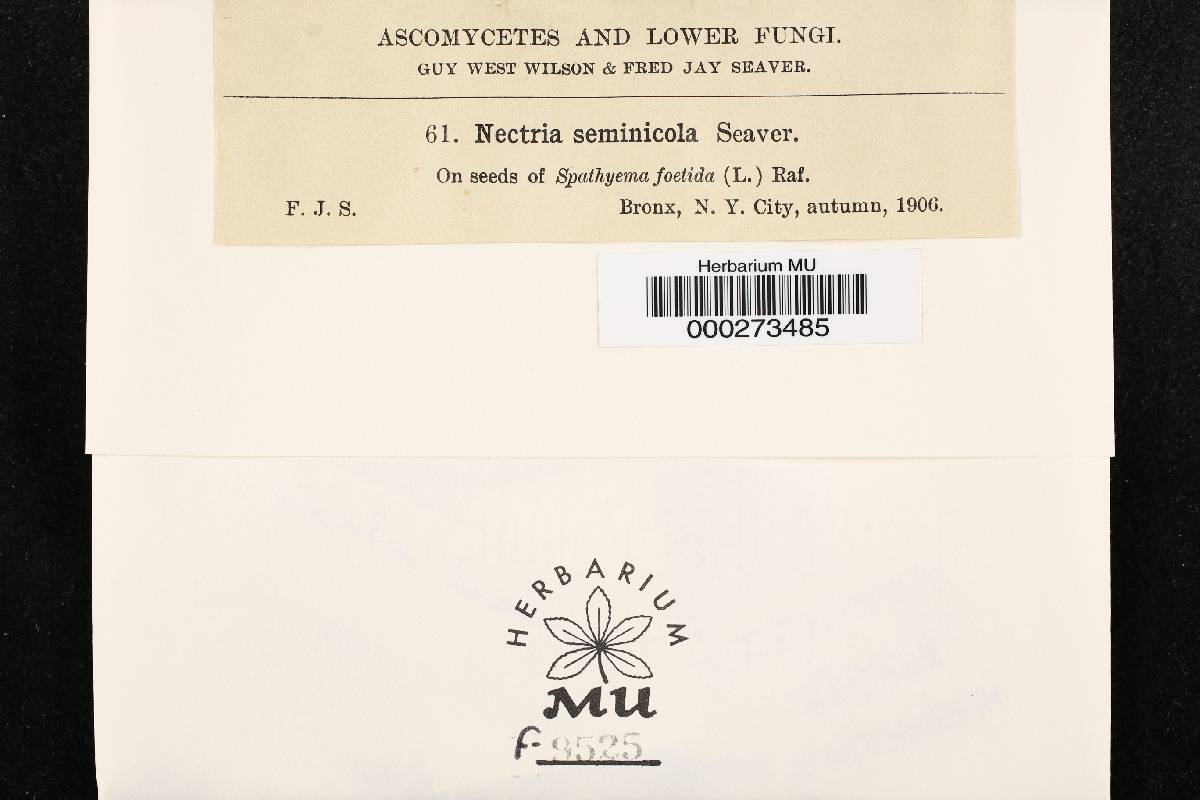 ASCOMYCETES AND LOWER FUNGI.
GUY WEST WILSON & FRED JAY SEAVER.
61. Nectria seminicola Seaver.
On seeds of Spathyema foetida (L.) Raf.
F. J. S. Bronx, N. Y. City, autumn, 1906.
Herbarium MU
000273485
HERBARIUM
MU
F- 9525